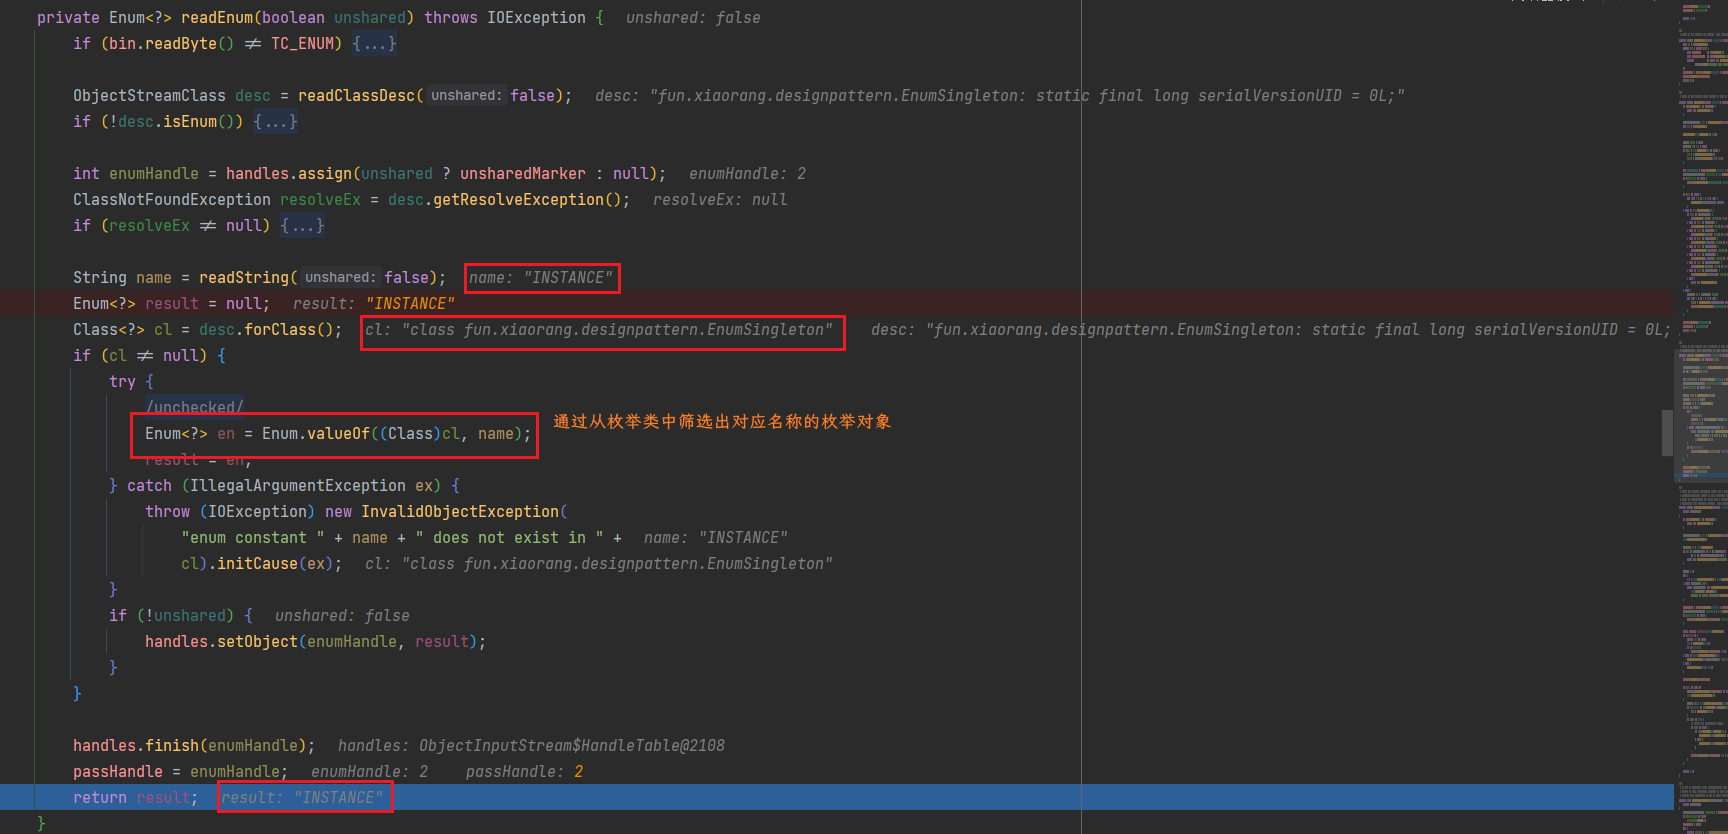 private Enum<?> readEnum(boolean unshared) throws IOException {   unshared: false
if (bin.readByte() ≠ TC_ENUM) {...}
ObjectStreamClass desc = readClassDesc( unshared: false);   desc: "fun.xiaorang.designpattern.EnumSingleton: static final long serialVersionUID = 0L;"
if (!desc.isEnum()) {...}
int enumHandle = handles.assign(unshared ? unsharedMarker : null);   enumHandle: 2
ClassNotFoundException resolveEx = desc.getResolveException();   resolveEx: null
if (resolveEx ≠ null) {...}
String name = readString( unshared: false);   name: "INSTANCE"
Enum<?> result = null;   result: "INSTANCE"
Class<?> cl = desc.forClass();   cl: "class fun.xiaorang.designpattern.EnumSingleton"   desc: "fun.xiaorang.designpattern.EnumSingleton: static final long serialVersionUID = 0L;
if (cl ≠ null) {
try {
/unchecked/
Enum<?> en = Enum.valueOf((Class)cl, name);   通过从枚举类中筛选出对应名称的枚举对象
result = en;
} catch (IllegalArgumentException ex) {
throw (IOException) new InvalidObjectException(
"enum constant " + name + " does not exist in " +   name: "INSTANCE"
cl).initCause(ex);   cl: "class fun.xiaorang.designpattern.EnumSingleton"
}
if (!unshared) {   unshared: false
handles.setObject(enumHandle, result);
}
}
handles.finish(enumHandle);   handles: ObjectInputStream$HandleTable@2108
passHandle = enumHandle;   enumHandle: 2   passHandle: 2
return result;   result: "INSTANCE"
}